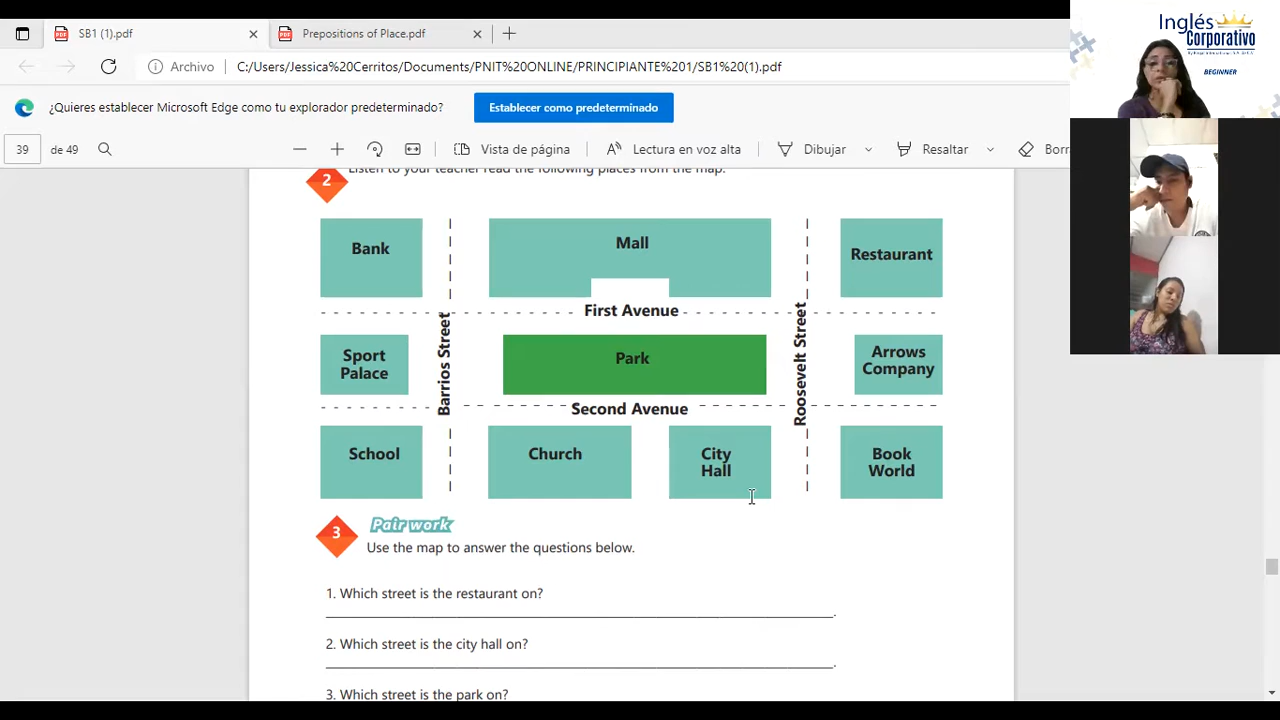 SB1 (1).pdf
Prepositions of Place.pdf
Archivo
C:/Users/Jessica%20Cerritos/Documents/ENIT%20ONLINE/PRINCIPIANTE%201/SB1%20(1).pdf
¿Quieres establecer Microsoft Edge como tu explorador predeterminado?
Establecer como predeterminado
39
de 49
Vista de página
Lectura en voz alta
Dibujar
Resaltar
Borra
Inglés
Corporativo
BEGINNER
2
Listen to your teacher read the following places from the map.
Bank
Mall
Restaurant
First Avenue
Sport
Palace
Barrios Street
Park
Roosevelt Street
Arrows
Company
Second Avenue
School
Church
City
Hall
Book
World
3
Pair work
Use the map to answer the questions below.
1. Which street is the restaurant on?
2. Which street is the city hall on?
3. Which street is the park on?